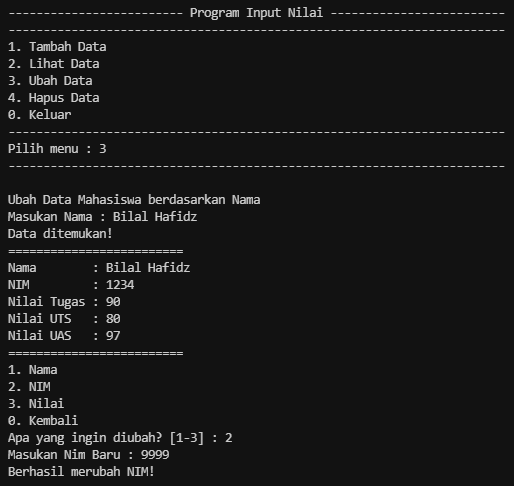 ------------------------- Program Input Nilai -------------------------
-----------------------------------------------------------------------
1. Tambah Data
2. Lihat Data
3. Ubah Data
4. Hapus Data
0. Keluar
-----------------------------------------------------------------------
Pilih menu : 3
-----------------------------------------------------------------------

Ubah Data Mahasiswa berdasarkan Nama
Masukan Nama : Bilal Hafidz
Data ditemukan!
=========================
Nama        : Bilal Hafidz
NIM         : 1234
Nilai Tugas : 90
Nilai UTS   : 80
Nilai UAS   : 97
=========================
1. Nama
2. NIM
3. Nilai
0. Kembali
Apa yang ingin diubah? [1-3] : 2
Masukan Nim Baru : 9999
Berhasil merubah NIM!